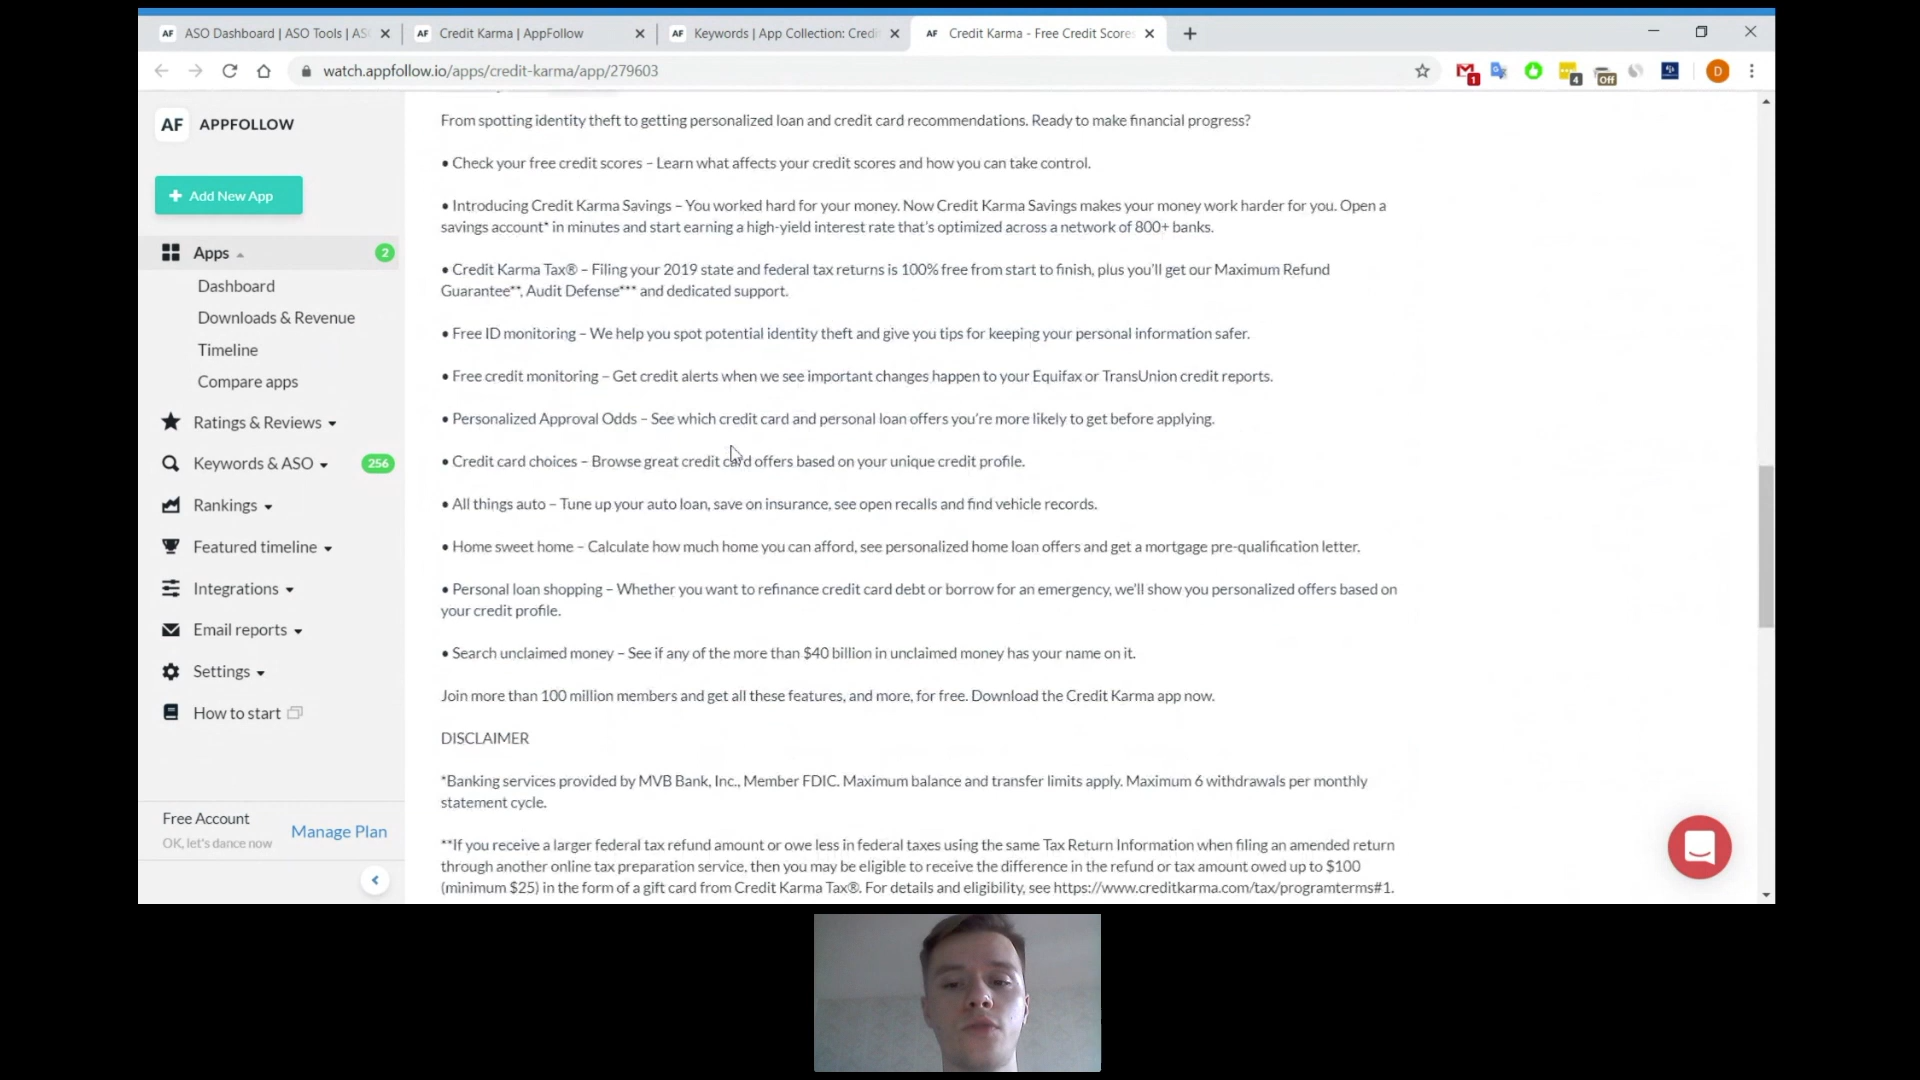 AF ASO Dashboard | ASO Tools | AS
AF Credit Karma | AppFollow
AF Keywords | App Collection: Credi
AF Credit Karma - Free Credit Scores
watch.appfollow.io/apps/credit-karma/app/279603
1
4
Off
D
AF APPFOLLOW
+ Add New App
Apps 2
Dashboard
Downloads & Revenue
Timeline
Compare apps
Ratings & Reviews
Keywords & ASO 256
Rankings
Featured timeline
Integrations
Email reports
Settings
How to start
Free Account
OK, let's dance now
Manage Plan
From spotting identity theft to getting personalized loan and credit card recommendations. Ready to make financial progress?
• Check your free credit scores – Learn what affects your credit scores and how you can take control.
• Introducing Credit Karma Savings – You worked hard for your money. Now Credit Karma Savings makes your money work harder for you. Open a
savings account* in minutes and start earning a high-yield interest rate that's optimized across a network of 800+ banks.
• Credit Karma Tax® – Filing your 2019 state and federal tax returns is 100% free from start to finish, plus you'll get our Maximum Refund
Guarantee**, Audit Defense*** and dedicated support.
• Free ID monitoring – We help you spot potential identity theft and give you tips for keeping your personal information safer.
• Free credit monitoring – Get credit alerts when we see important changes happen to your Equifax or TransUnion credit reports.
• Personalized Approval Odds – See which credit card and personal loan offers you're more likely to get before applying.
• Credit card choices – Browse great credit card offers based on your unique credit profile.
• All things auto – Tune up your auto loan, save on insurance, see open recalls and find vehicle records.
• Home sweet home – Calculate how much home you can afford, see personalized home loan offers and get a mortgage pre-qualification letter.
• Personal loan shopping – Whether you want to refinance credit card debt or borrow for an emergency, we'll show you personalized offers based on
your credit profile.
• Search unclaimed money – See if any of the more than $40 billion in unclaimed money has your name on it.
Join more than 100 million members and get all these features, and more, for free. Download the Credit Karma app now.
DISCLAIMER
*Banking services provided by MVB Bank, Inc., Member FDIC. Maximum balance and transfer limits apply. Maximum 6 withdrawals per monthly
statement cycle.
**If you receive a larger federal tax refund amount or owe less in federal taxes using the same Tax Return Information when filing an amended return
through another online tax preparation service, then you may be eligible to receive the difference in the refund or tax amount owed up to $100
(minimum $25) in the form of a gift card from Credit Karma Tax®. For details and eligibility, see https://www.creditkarma.com/tax/programterms#1.